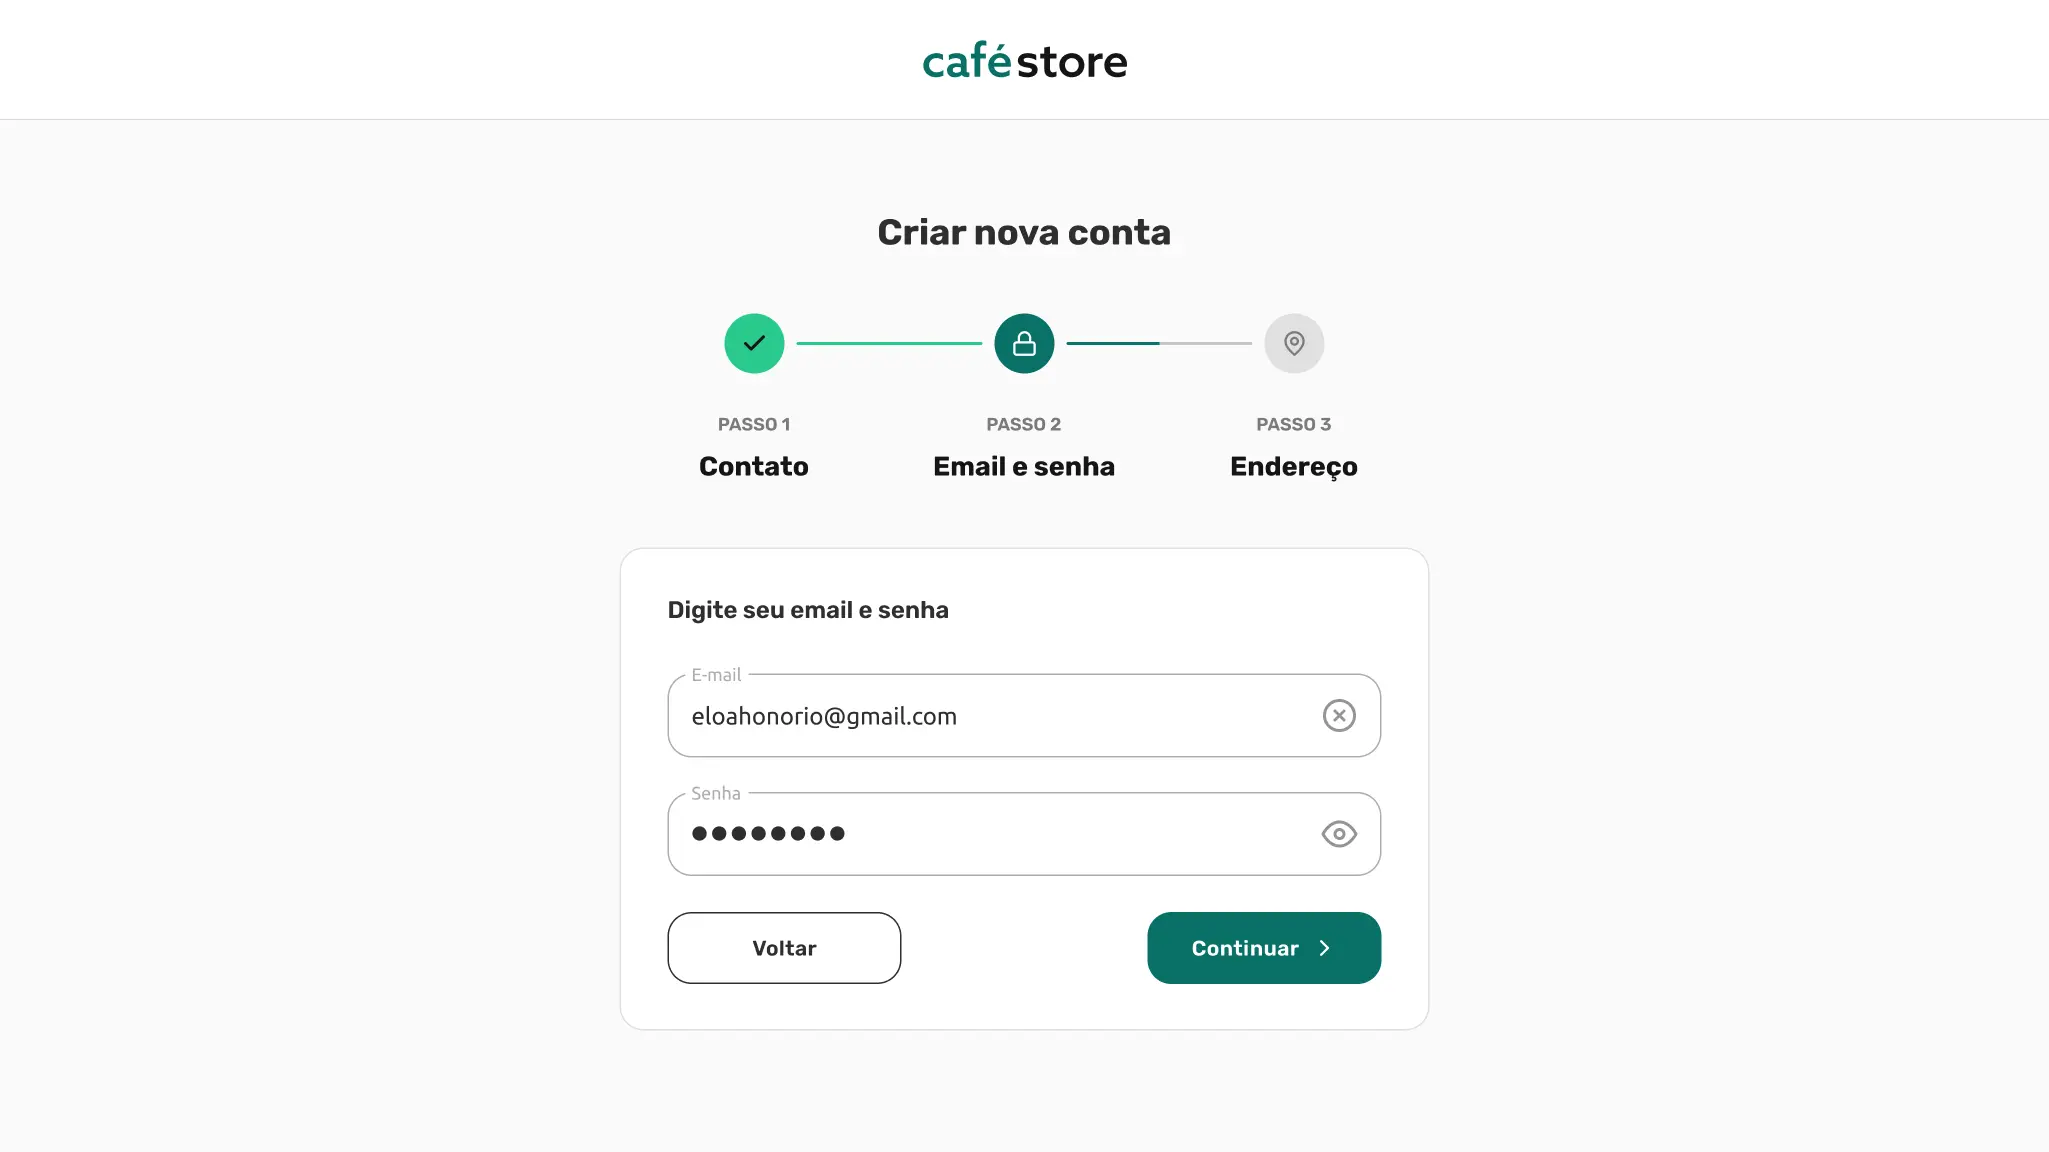 café store
Criar nova conta
PASSO 1
Contato
PASSO 2
Email e senha
PASSO 3
Endereço
Digite seu email e senha
E-mail
eloahonorio@gmail.com
Senha
Voltar
Continuar